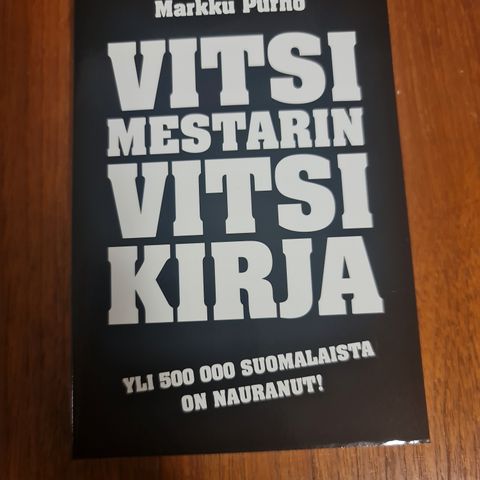 Markku Purho
VITSI
MESTARIN
VITSI
KIRJA
YLI 500 000 SUOMALAISTA
ON NAURANUT!